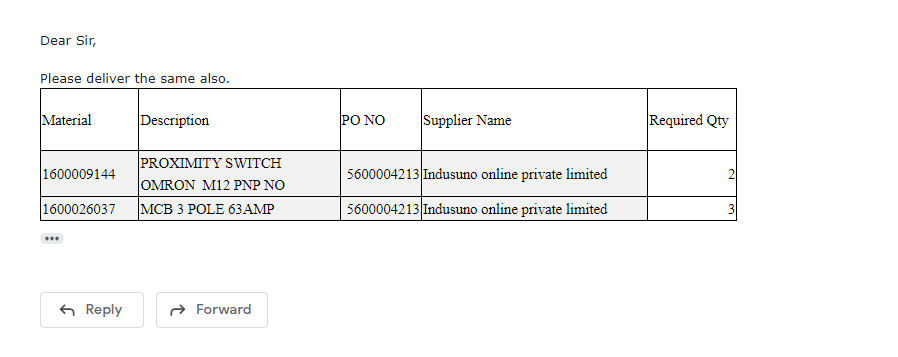 Dear Sir,
Please deliver the same also.
Material Description PO NO Supplier Name Required Qty
1600009144 PROXIMITY SWITCH OMRON M12 PNP NO 5600004213 Indusuno online private limited 2
1600026037 MCB 3 POLE 63AMP 5600004213 Indusuno online private limited 3
Reply Forward